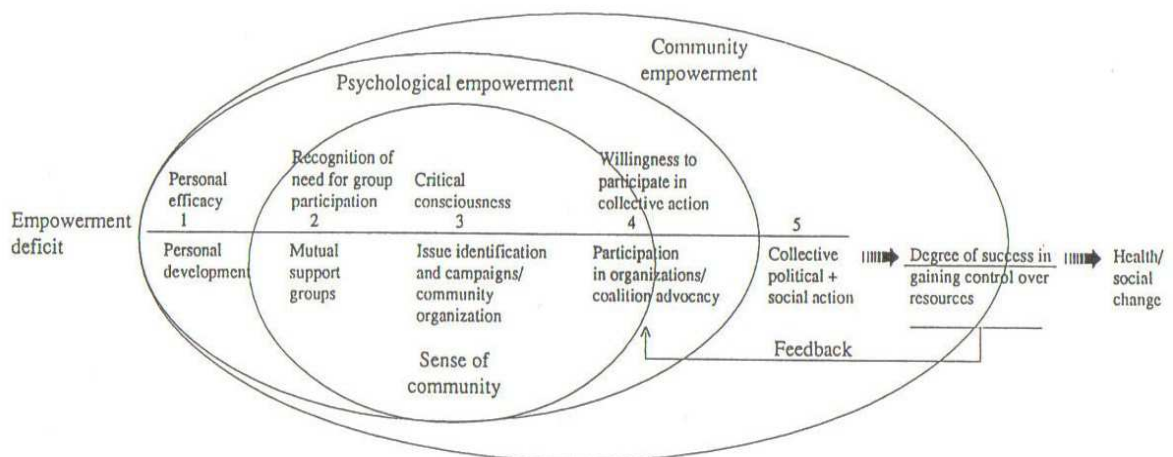 Community
empowerment
Psychological empowerment
Recognition of
need for group
participation
2
Willingness to
participate in
collective action
4
Personal
efficacy
1
Critical
consciousness
3
5
Empowerment
deficit
Personal
development
Mutual
support
groups
Issue identification
and campaigns/
community
organization
Participation
in organizations/
coalition advocacy
Collective
political +
social action
Degree of success in
gaining control over
resources
Health/
social
change
Feedback
Sense of
community